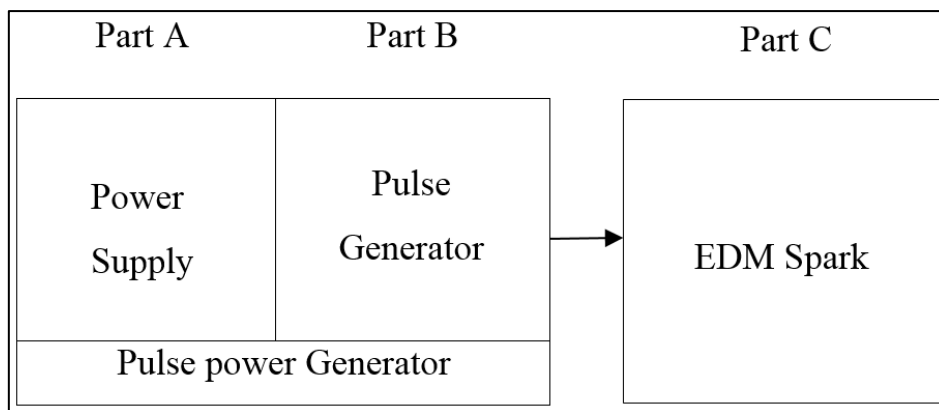 Part A
Part B
Part C
Power
Supply
Pulse
Generator
EDM Spark
Pulse power Generator